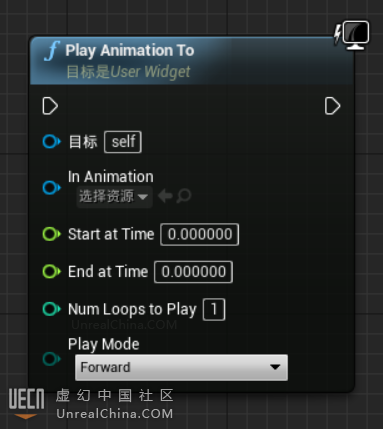 f Play Animation To
目标是User Widget
目标 self
In Animation
选择资源
Start at Time 0.000000
End at Time 0.000000
Num Loops to Play 1
UnrealChina.COM
Play Mode
Forward
UECN 虚幻中国社区
UnrealChina.COM